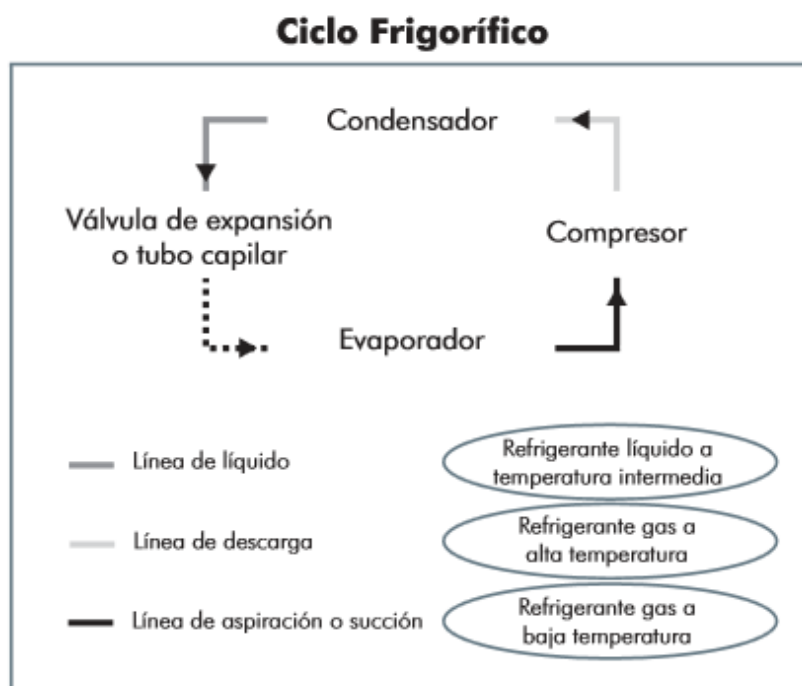 Ciclo Frigorífico
Condensador
Válvula de expansión
o tubo capilar
Compresor
Evaporador
Línea de líquido
Refrigerante líquido a
temperatura intermedia
Línea de descarga
Refrigerante gas a
alta temperatura
Línea de aspiración o succión
Refrigerante gas a
baja temperatura